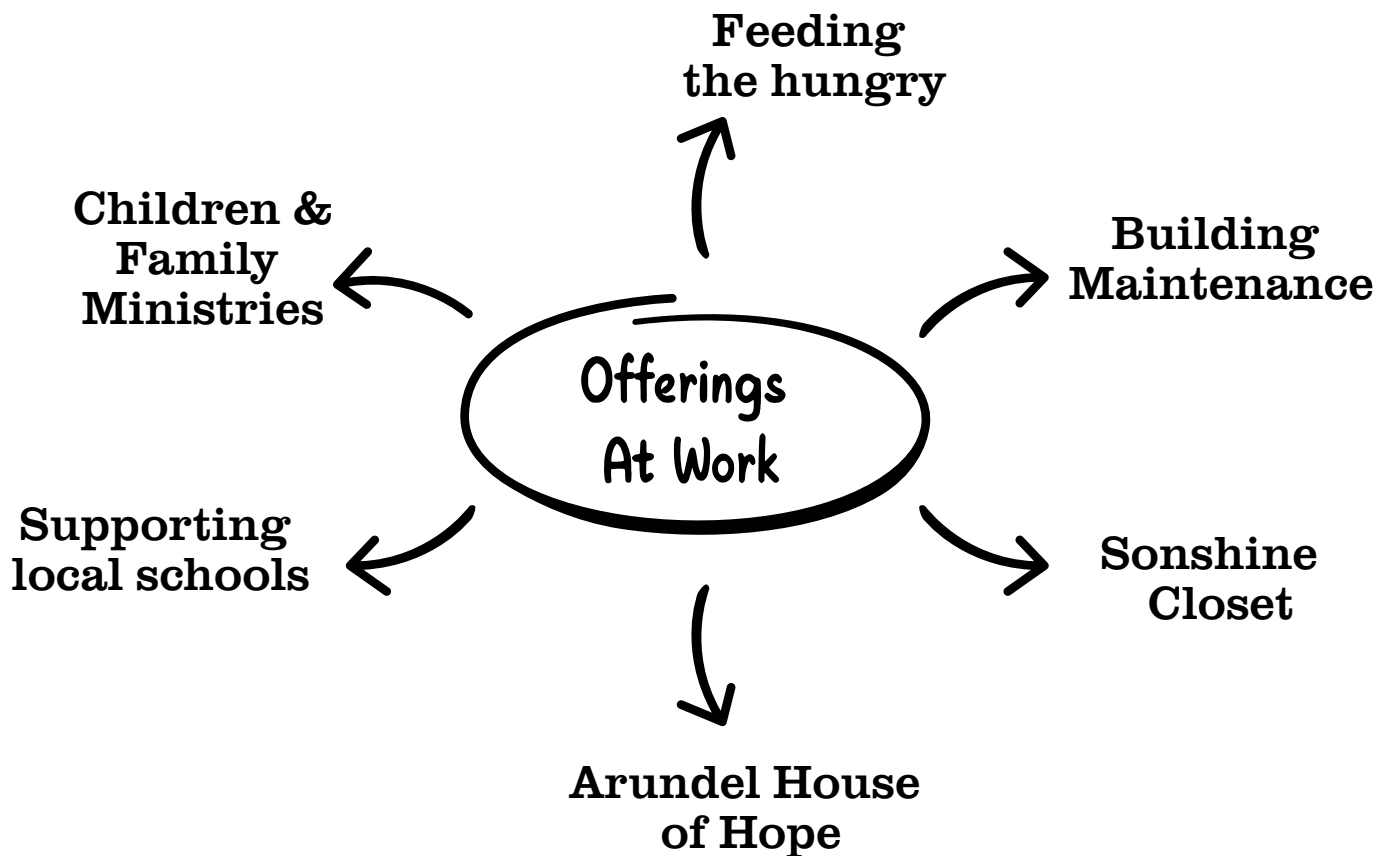 Feeding
the hungry
Children &
Family
Ministries
Building
Maintenance
Offerings
At Work
Supporting
local schools
Sonshine
Closet
Arundel House
of Hope